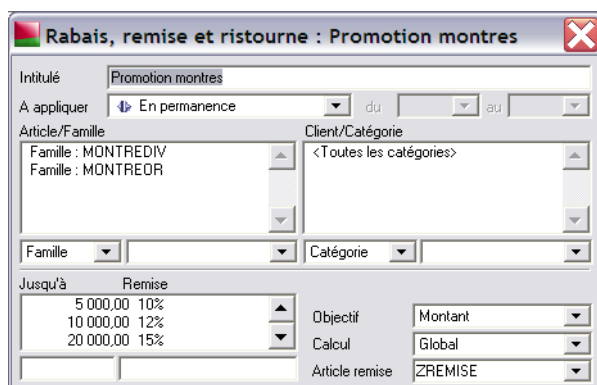 Rabais, remise et ristourne : Promotion montres
Intitulé Promotion montres
A appliquer En permanence du au
Article/Famille Client/Catégorie
Famille : MONTREDIV <Toutes les catégories>
Famille : MONTREOR
Famille Catégorie
Jusqu'à Remise
5 000,00 10%
10 000,00 12%
20 000,00 15%
Objectif Montant
Calcul Global
Article remise ZREMISE